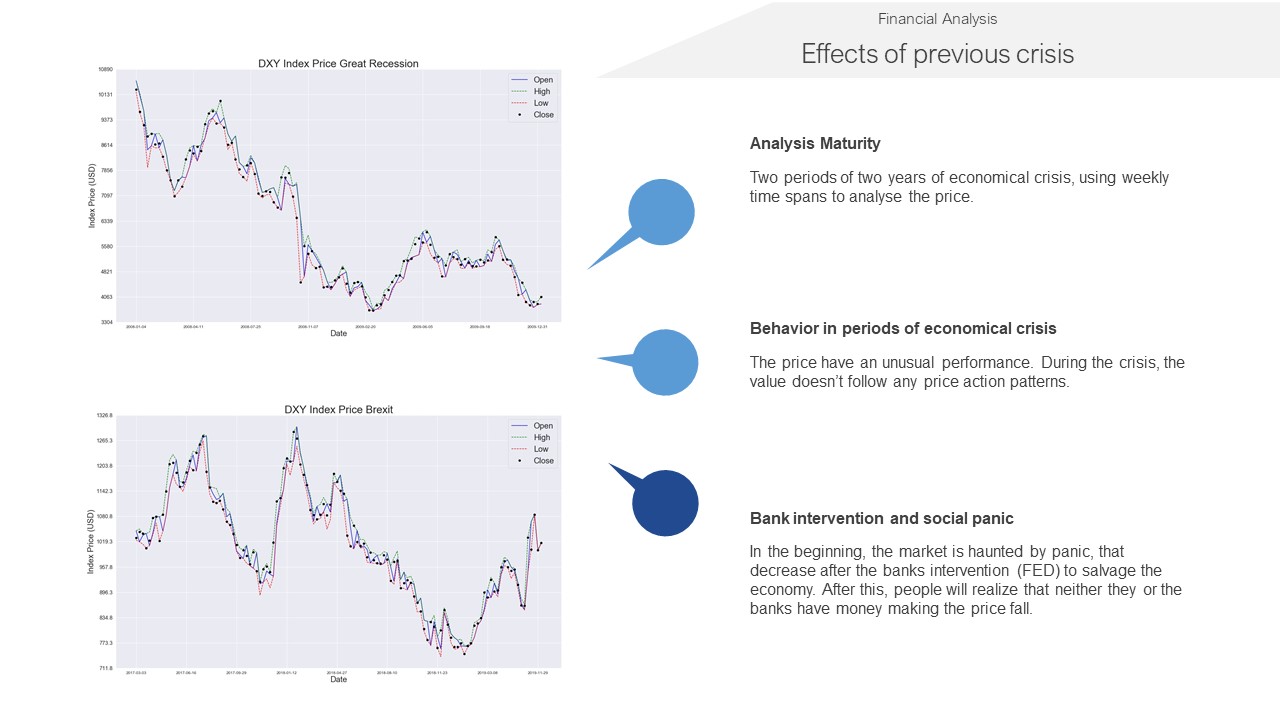 Financial Analysis
Effects of previous crisis
DXY Index Price Great Recession
Open
High
Low
Close
10890
10131
9373
8614
7856
7097
6339
5580
4821
4063
3304
Index Price (USD)
2008-01-04
2008-04-11
2008-07-25
2008-11-07
2009-02-20
2009-06-05
2009-09-18
2009-12-31
Date
Analysis Maturity
Two periods of two years of economical crisis, using weekly
time spans to analyse the price.
Behavior in periods of economical crisis
The price have an unusual performance. During the crisis, the
value doesn’t follow any price action patterns.
DXY Index Price Brexit
Open
High
Low
Close
1326.8
1265.3
1203.8
1142.3
1080.8
1019.3
957.8
896.3
834.8
773.3
711.8
Index Price (USD)
2017-03-03
2017-06-16
2017-09-29
2018-01-12
2018-04-27
2018-08-10
2018-11-23
2019-03-08
2019-11-29
Date
Bank intervention and social panic
In the beginning, the market is haunted by panic, that
decrease after the banks intervention (FED) to salvage the
economy. After this, people will realize that neither they or the
banks have money making the price fall.